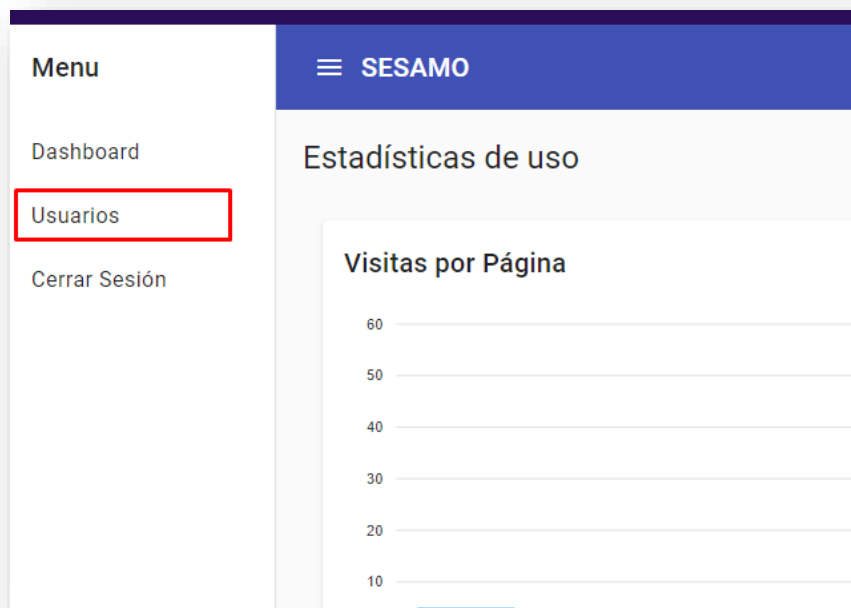 Menu
SESAMO
Dashboard
Usuarios
Cerrar Sesión
Estadísticas de uso
Visitas por Página
60
50
40
30
20
10